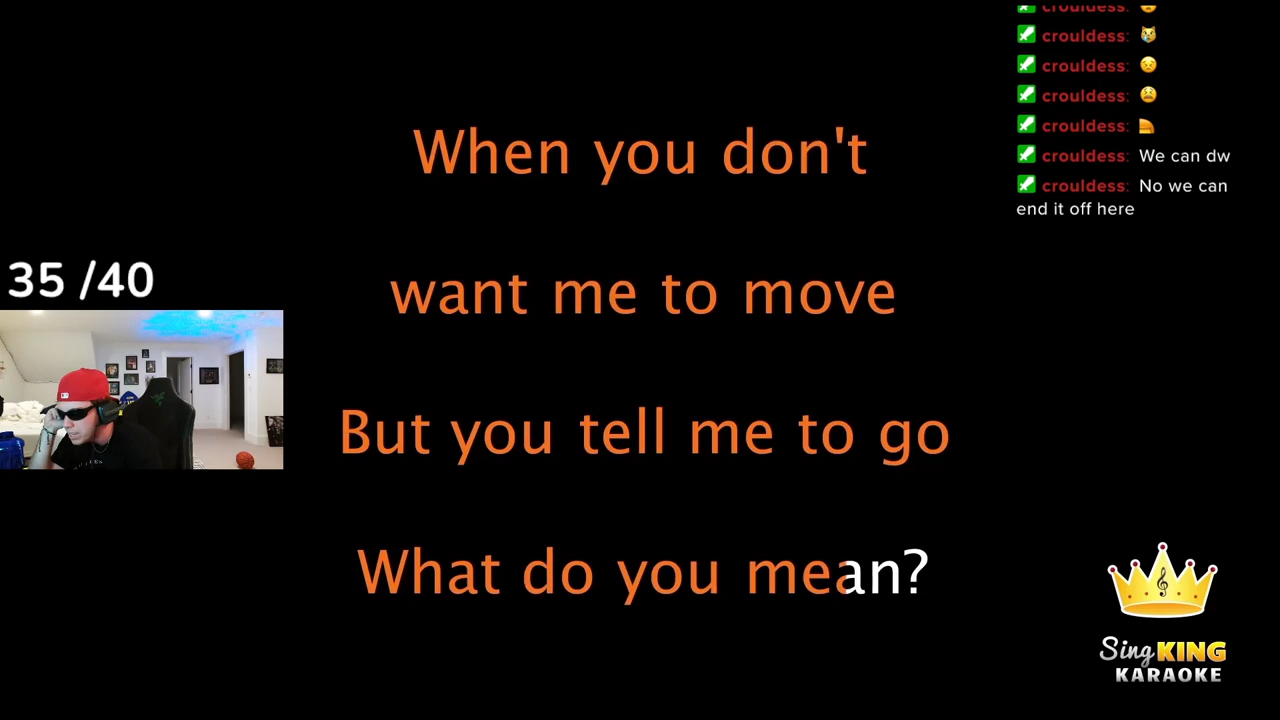 crouldess:
crouldess:
crouldess:
crouldess:
crouldess:
crouldess: We can dw
crouldess: No we can
end it off here
When you don't
want me to move
35 /40
But you tell me to go
What do you mean?
Sing KING
KARAOKE